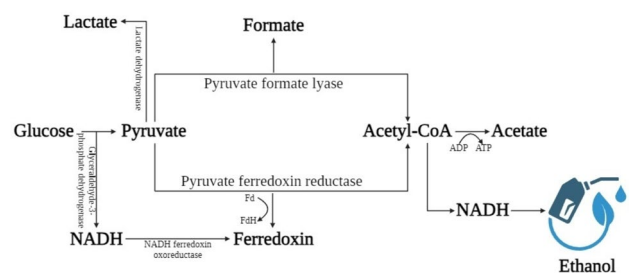 Lactate
Formate
Lactate dehydrogenase
Pyruvate formate lyase
Glucose
Pyruvate
Acetyl-CoA
Acetate
ADP
ATP
Glyceraldehyde-3-
phosphate dehydrogenase
Pyruvate ferredoxin reductase
Fd
FdH
NADH
NADH ferredoxin
oxoreductase
Ferredoxin
NADH
Ethanol